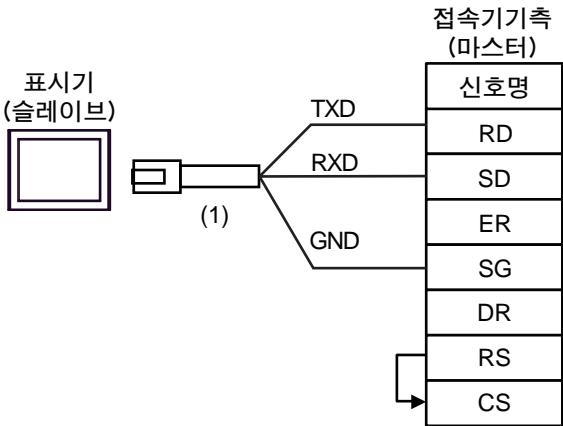 접속기기측
(마스터)
표시기
(슬레이브)
신호명
TXD
RD
RXD
SD
(1)
ER
GND
SG
DR
RS
CS